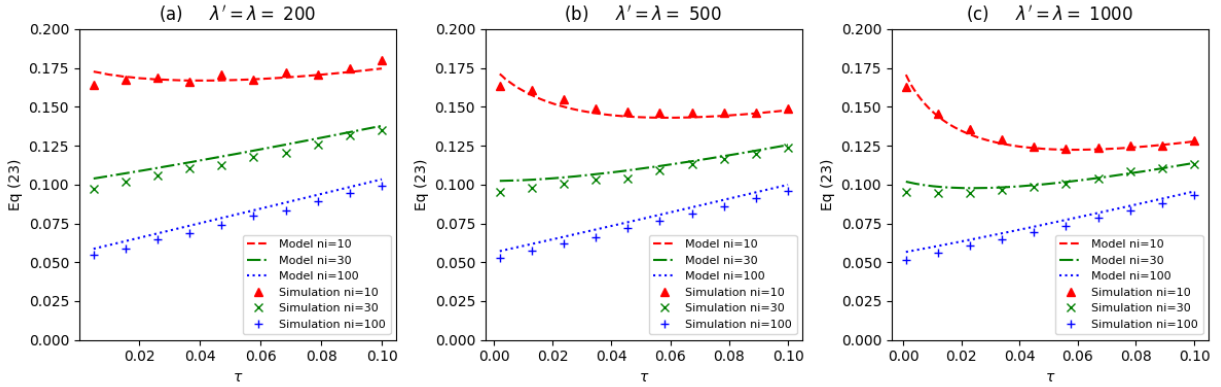 (a) λ′ = λ = 200
Eq (23)
0.200
0.175
0.150
0.125
0.100
0.075
0.050
0.025
0.000
Model ni=10
Model ni=30
Model ni=100
Simulation ni=10
Simulation ni=30
Simulation ni=100
0.02 0.04 0.06 0.08 0.10
τ
(b) λ′ = λ = 500
Eq (23)
0.200
0.175
0.150
0.125
0.100
0.075
0.050
0.025
0.000
Model ni=10
Model ni=30
Model ni=100
Simulation ni=10
Simulation ni=30
Simulation ni=100
0.00 0.02 0.04 0.06 0.08 0.10
τ
(c) λ′ = λ = 1000
Eq (23)
0.200
0.175
0.150
0.125
0.100
0.075
0.050
0.025
0.000
Model ni=10
Model ni=30
Model ni=100
Simulation ni=10
Simulation ni=30
Simulation ni=100
0.00 0.02 0.04 0.06 0.08 0.10
τ